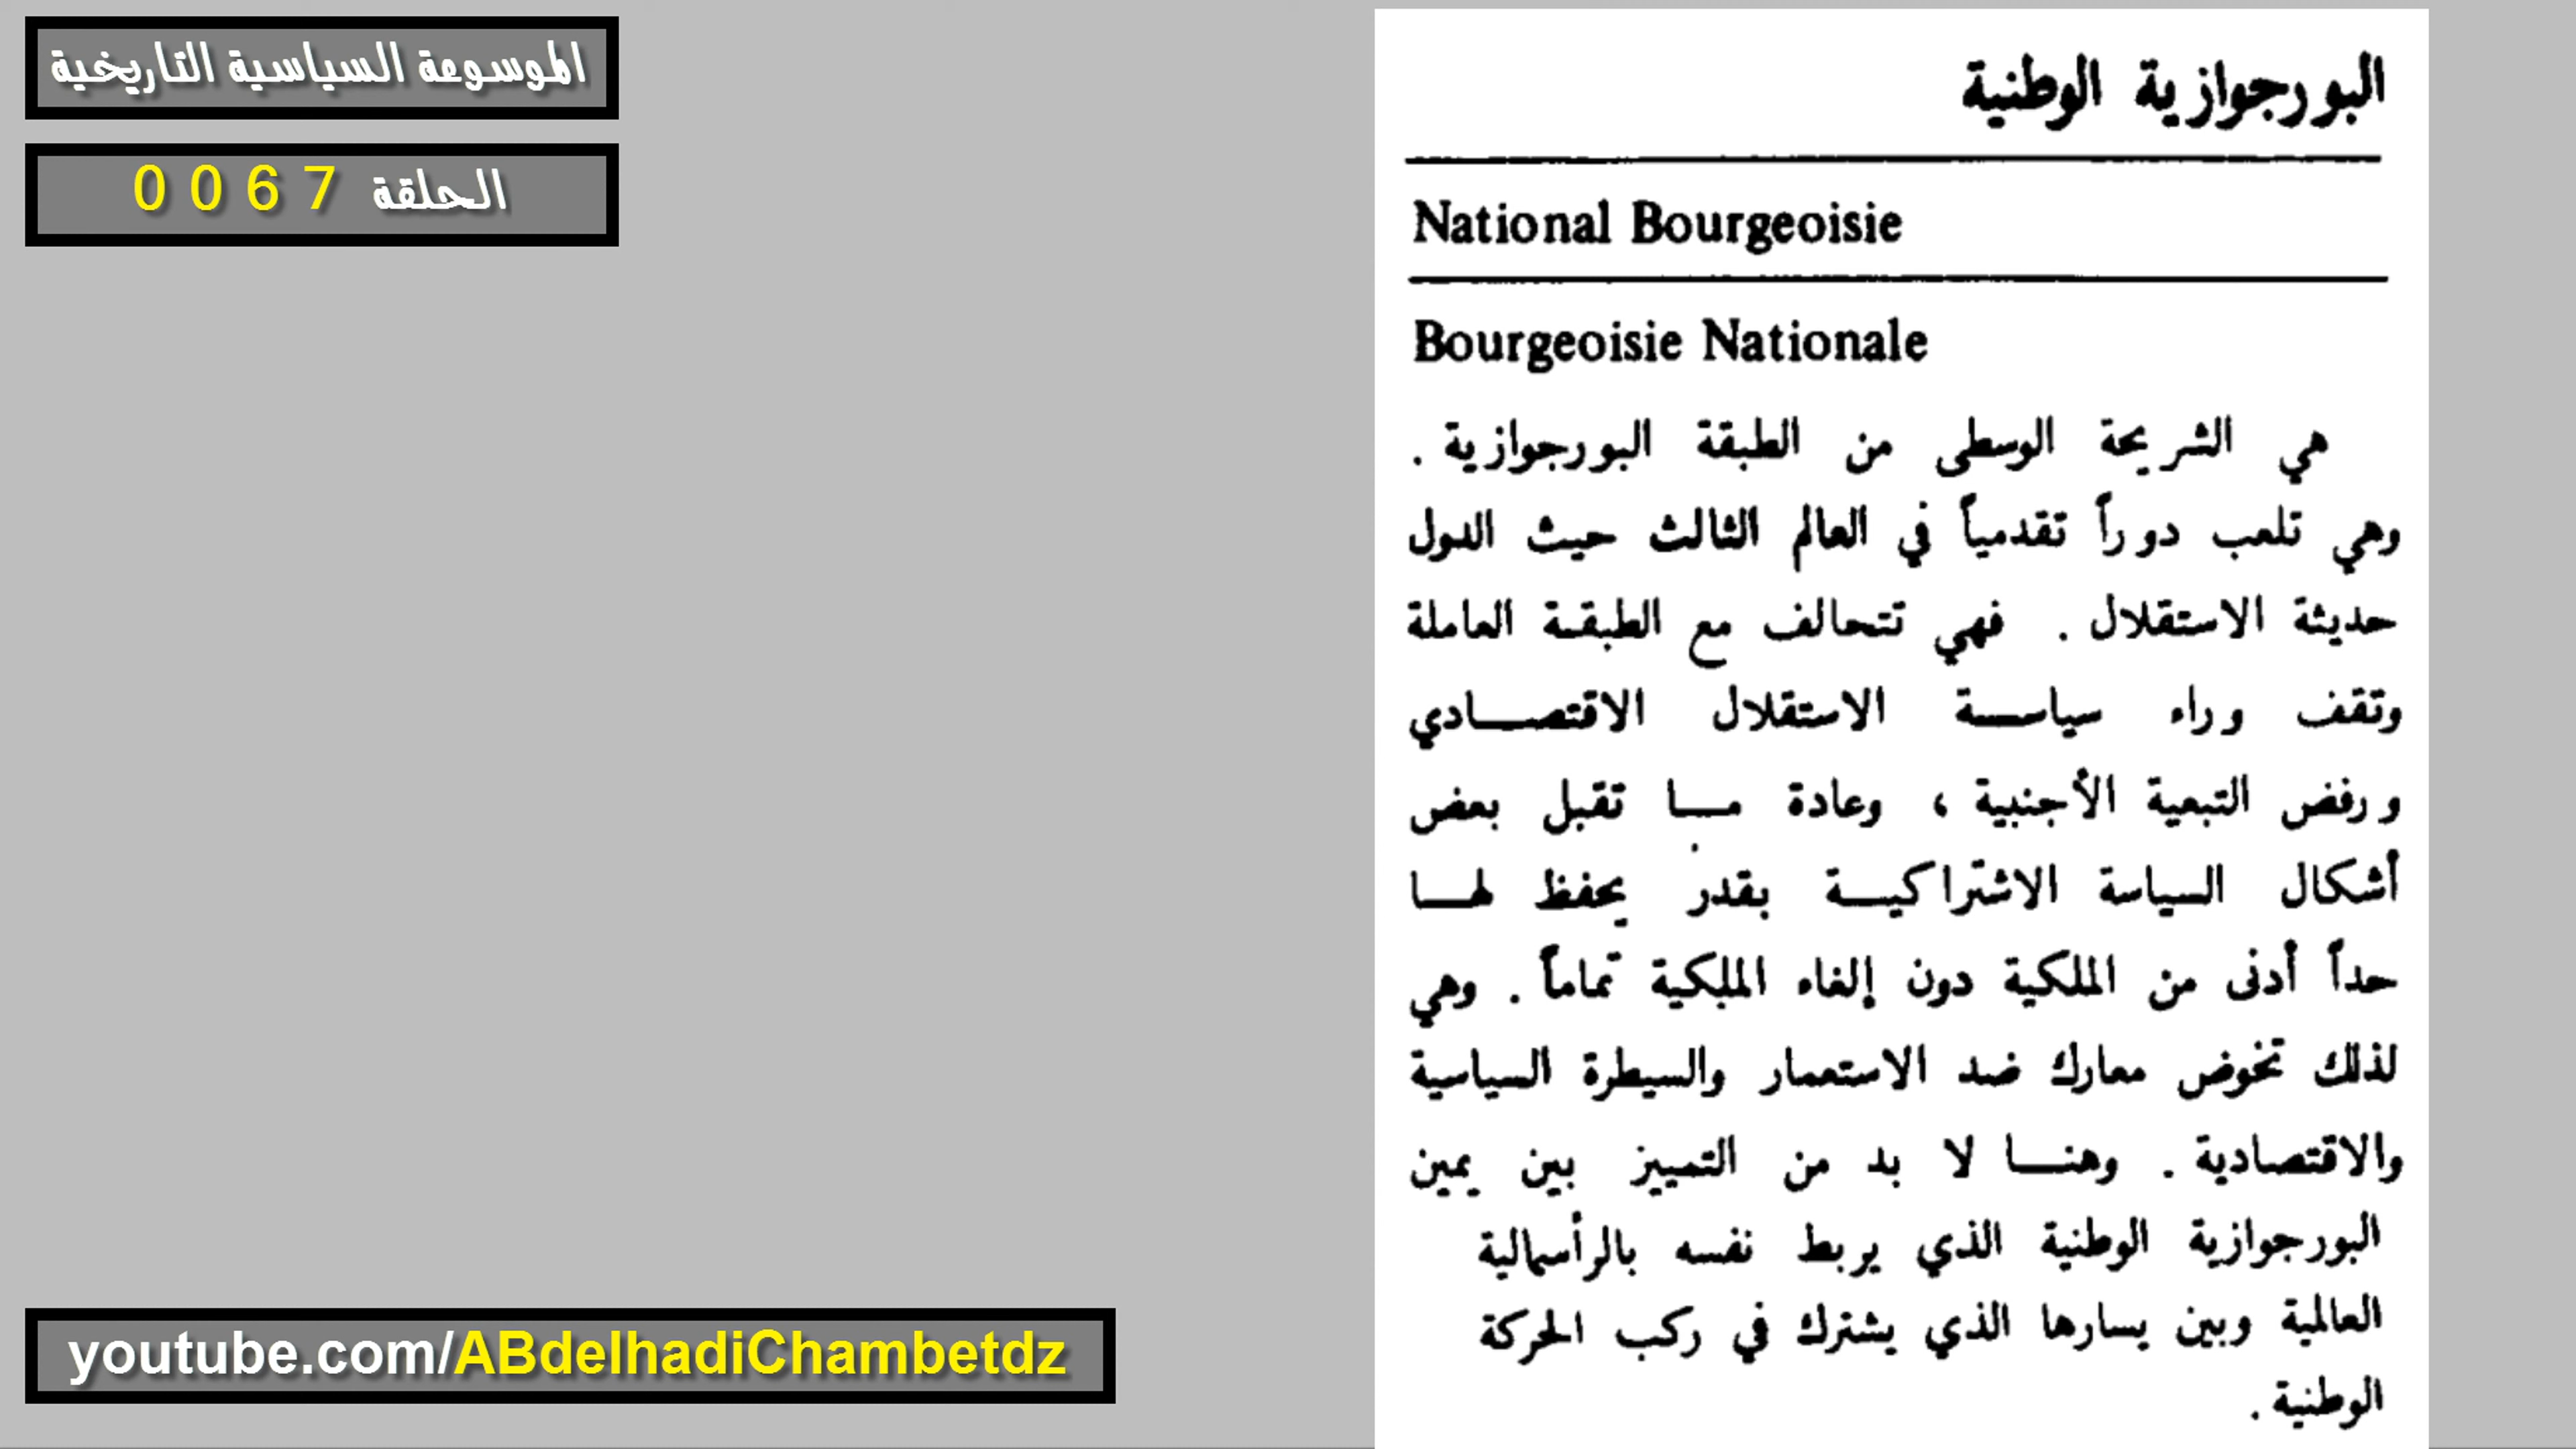 الموسوعة السياسية التاريخية
الحلقة 0067
البورجوازية الوطنية
National Bourgeoisie
Bourgeoisie Nationale
هي الشريحة الوسطى من الطبقة البورجوازية .
وهي تلعب دوراً تقدمياً في العالم الثالث حيث الدول
حديثة الاستقلال . فهي تتحالف مع الطبقة العاملة
وتقف وراء سياسة الاستقلال الاقتصادي
ورفض التبعية الأجنبية ، وعادة ما تقبل بعض
أشكال السياسة الاشتراكية بقدر يحفظ لها
حداً أدنى من الملكية دون إلغاء الملكية تماماً . وهي
لذلك تخوض معارك ضد الاستعمار والسيطرة السياسية
والاقتصادية . وهنا لا بد من التمييز بين يمين
البورجوازية الوطنية الذي يربط نفسه بالرأسمالية
العالمية وبين يسارها الذي يشترك في ركب الحركة
الوطنية .
youtube.com/ABdelhadiChambetdz